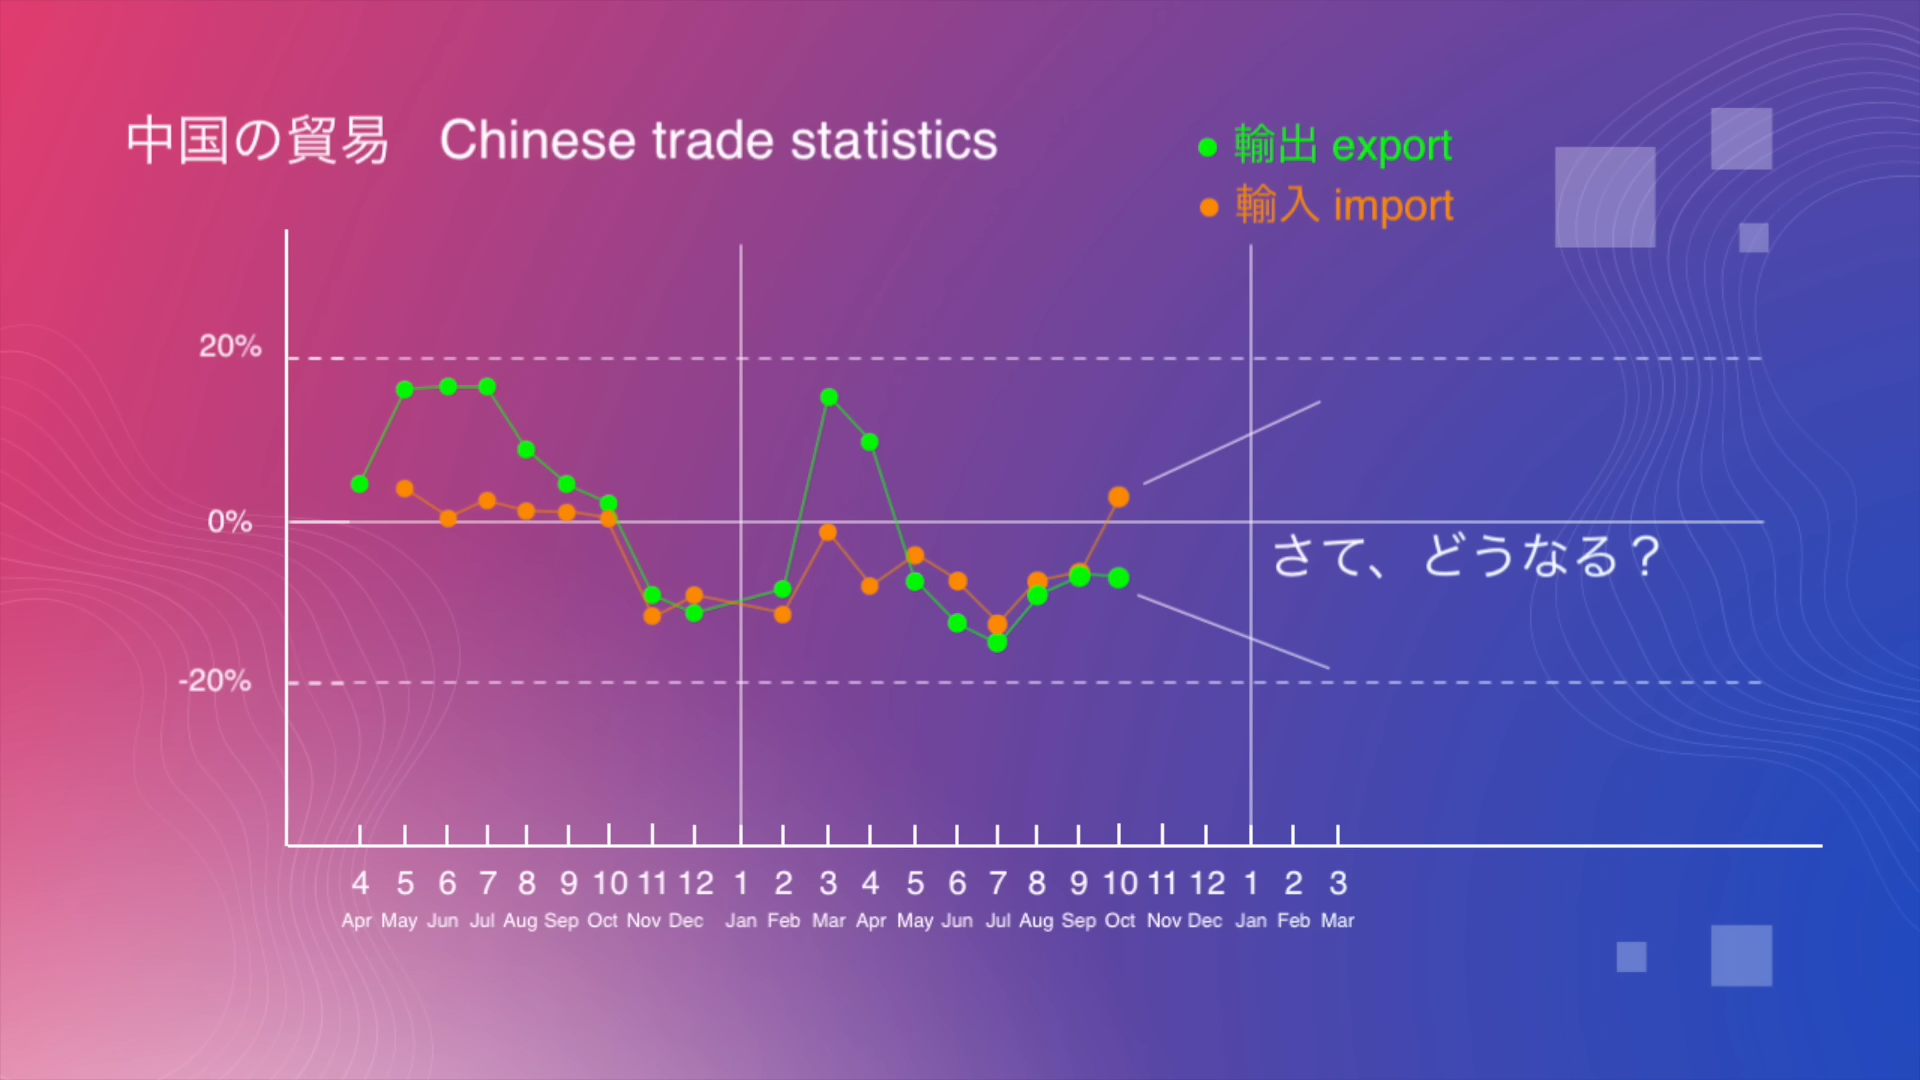 中国の貿易 Chinese trade statistics
輸出 export
輸入 import
20%
0%
さて、どうなる？
-20%
4 5 6 7 8 9 10 11 12 1 2 3 4 5 6 7 8 9 10 11 12 1 2 3
Apr May Jun Jul Aug Sep Oct Nov Dec Jan Feb Mar Apr May Jun Jul Aug Sep Oct Nov Dec Jan Feb Mar